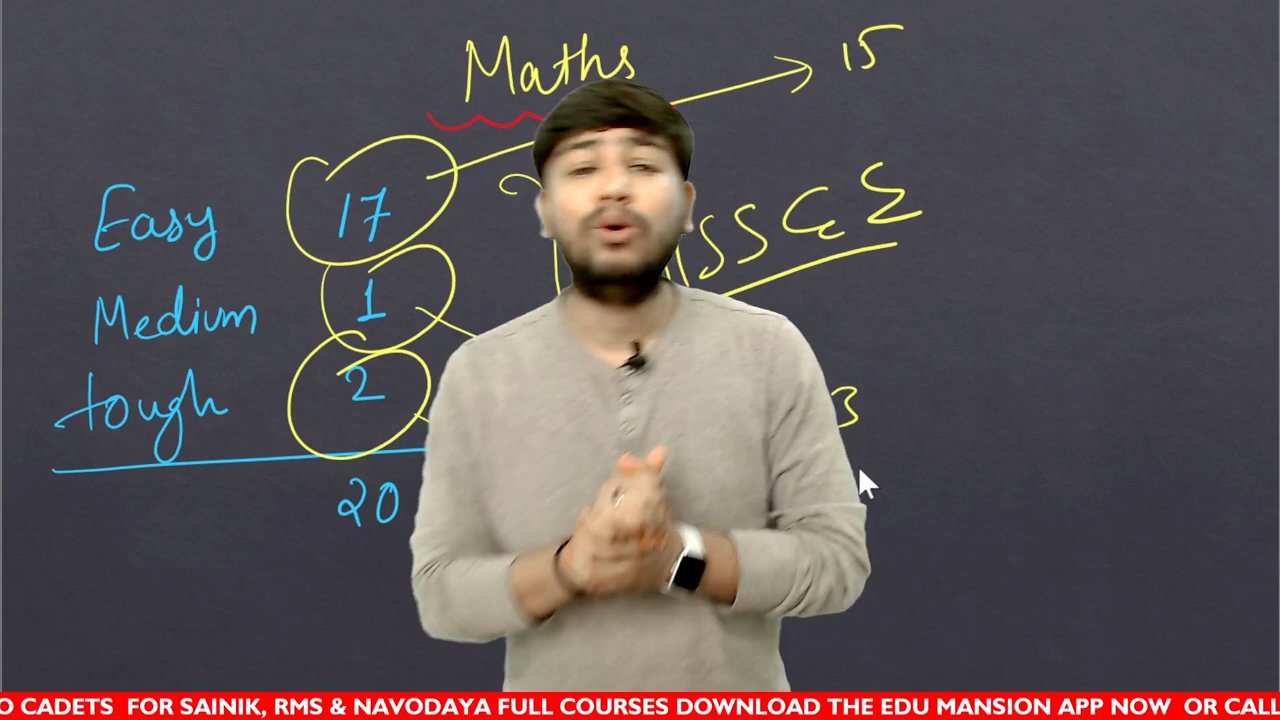 Maths
15
Easy 17
Medium 1
tough 2
3
20
O CADETS FOR SAINIK, RMS & NAVODAYA FULL COURSES DOWNLOAD THE EDU MANSION APP NOW OR CALL